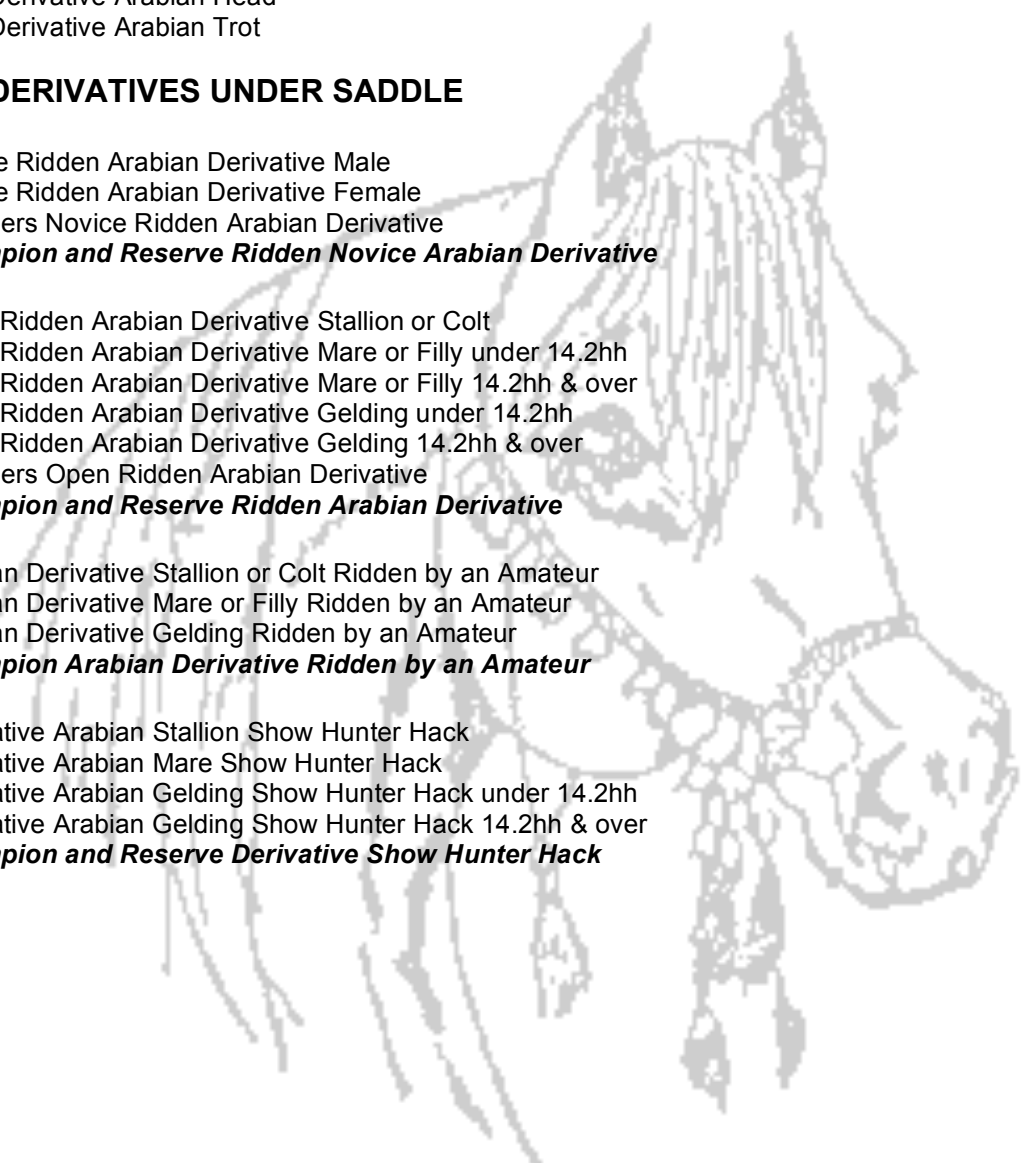 Derivative Arabian Head
Derivative Arabian Trot
DERIVATIVES UNDER SADDLE
e Ridden Arabian Derivative Male
e Ridden Arabian Derivative Female
ers Novice Ridden Arabian Derivative
pion and Reserve Ridden Novice Arabian Derivative
Ridden Arabian Derivative Stallion or Colt
Ridden Arabian Derivative Mare or Filly under 14.2hh
Ridden Arabian Derivative Mare or Filly 14.2hh & over
Ridden Arabian Derivative Gelding under 14.2hh
Ridden Arabian Derivative Gelding 14.2hh & over
ers Open Ridden Arabian Derivative
pion and Reserve Ridden Arabian Derivative
an Derivative Stallion or Colt Ridden by an Amateur
an Derivative Mare or Filly Ridden by an Amateur
an Derivative Gelding Ridden by an Amateur
pion Arabian Derivative Ridden by an Amateur
ative Arabian Stallion Show Hunter Hack
ative Arabian Mare Show Hunter Hack
ative Arabian Gelding Show Hunter Hack under 14.2hh
ative Arabian Gelding Show Hunter Hack 14.2hh & over
pion and Reserve Derivative Show Hunter Hack